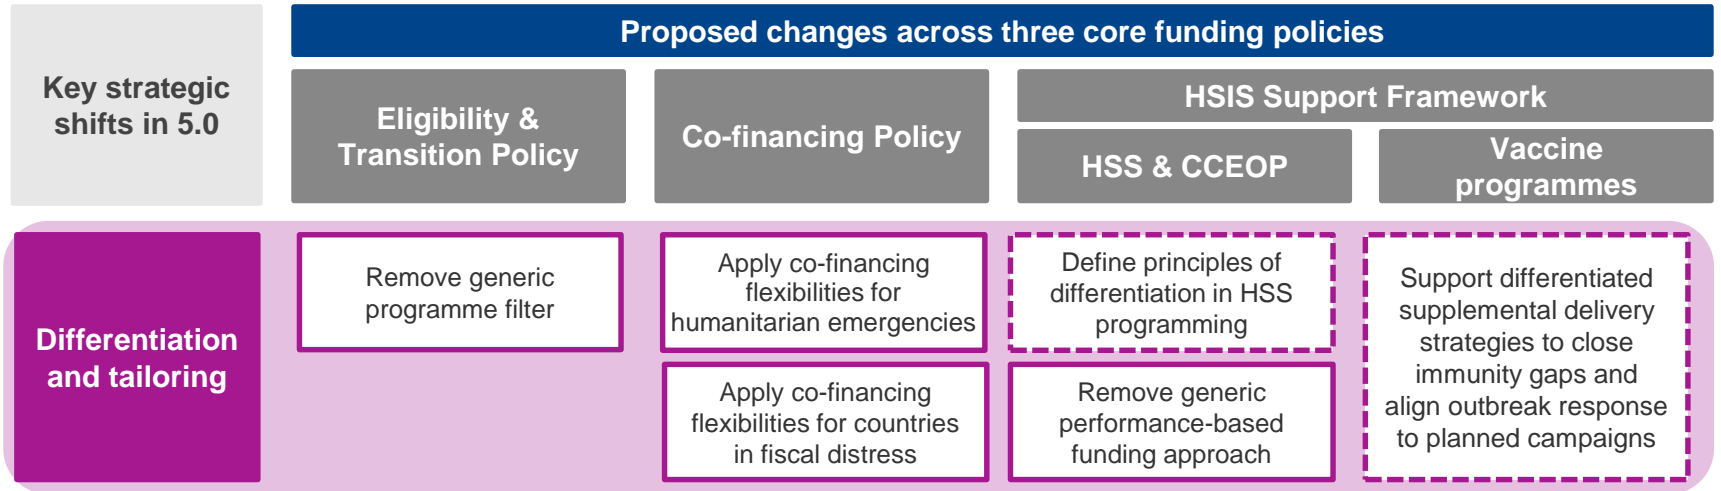 Key strategic
shifts in 5.0
Proposed changes across three core funding policies
Eligibility &
Transition Policy
Co-financing Policy
HSIS Support Framework
HSS & CCEOP
Vaccine
programmes
Differentiation
and tailoring
Remove generic
programme filter
Apply co-financing
flexibilities for
humanitarian emergencies
Apply co-financing
flexibilities for countries
in fiscal distress
Define principles of
differentiation in HSS
programming
Remove generic
performance-based
funding approach
Support differentiated
supplemental delivery
strategies to close
immunity gaps and
align outbreak response
to planned campaigns